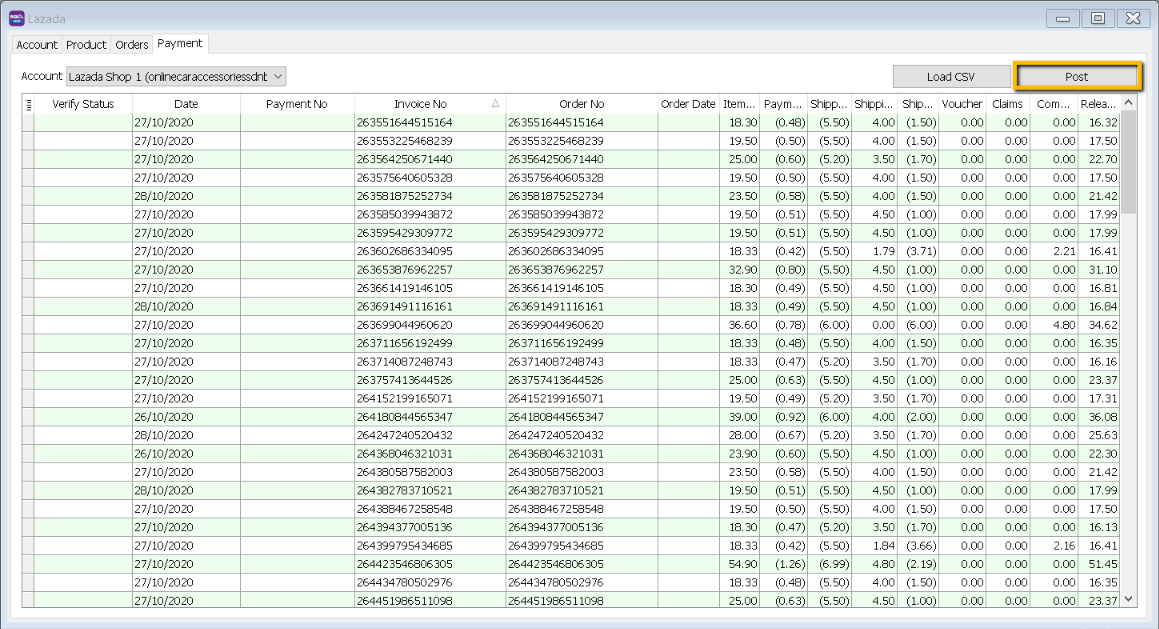 Lazada
Account Product Orders Payment
Account Lazada Shop 1 (onlinecaraccessoriessdnt Load CSV Post
Verify Status Date Payment No Invoice No Order No Order Date Item... Paym... Shipp... Shippi... Ship... Voucher Claims Com... Relea...
27/10/2020 263551644515164 263551644515164 18.30 (0.48) (5.50) 4.00 (1.50) 0.00 0.00 0.00 16.32
27/10/2020 263553225468239 263553225468239 19.50 (0.50) (5.50) 4.00 (1.50) 0.00 0.00 0.00 17.50
27/10/2020 263564250671440 263564250671440 25.00 (0.60) (5.20) 3.50 (1.70) 0.00 0.00 0.00 22.70
27/10/2020 263575640605328 263575640605328 19.50 (0.50) (5.50) 4.00 (1.50) 0.00 0.00 0.00 17.50
28/10/2020 263581875252734 263581875252734 23.50 (0.58) (5.50) 4.00 (1.50) 0.00 0.00 0.00 21.42
27/10/2020 263585039943872 263585039943872 19.50 (0.51) (5.50) 4.50 (1.00) 0.00 0.00 0.00 17.99
27/10/2020 263595429309772 263595429309772 19.50 (0.51) (5.50) 4.50 (1.00) 0.00 0.00 0.00 17.99
27/10/2020 263602686334095 263602686334095 18.33 (0.42) (5.50) 1.79 (3.71) 0.00 0.00 2.21 16.41
27/10/2020 263653876962257 263653876962257 32.90 (0.80) (5.50) 4.50 (1.00) 0.00 0.00 0.00 31.10
27/10/2020 263661419146105 263661419146105 18.30 (0.49) (5.50) 4.50 (1.00) 0.00 0.00 0.00 16.81
28/10/2020 263691491116161 263691491116161 18.33 (0.49) (5.50) 4.50 (1.00) 0.00 0.00 0.00 16.84
27/10/2020 263699044960620 263699044960620 36.60 (0.78) (6.00) 0.00 (6.00) 0.00 0.00 4.80 34.62
27/10/2020 263711656192499 263711656192499 18.33 (0.48) (5.50) 4.00 (1.50) 0.00 0.00 0.00 16.35
27/10/2020 263714087248743 263714087248743 18.33 (0.47) (5.20) 3.50 (1.70) 0.00 0.00 0.00 16.16
27/10/2020 263757413644526 263757413644526 25.00 (0.63) (5.50) 4.50 (1.00) 0.00 0.00 0.00 23.37
27/10/2020 264152199165071 264152199165071 19.50 (0.49) (5.20) 3.50 (1.70) 0.00 0.00 0.00 17.31
26/10/2020 264180844565347 264180844565347 39.00 (0.92) (6.00) 4.00 (2.00) 0.00 0.00 0.00 36.08
28/10/2020 264247240520432 264247240520432 28.00 (0.67) (5.20) 3.50 (1.70) 0.00 0.00 0.00 25.63
26/10/2020 264368046321031 264368046321031 23.90 (0.60) (5.50) 4.50 (1.00) 0.00 0.00 0.00 22.30
27/10/2020 264380587582003 264380587582003 23.50 (0.58) (5.50) 4.00 (1.50) 0.00 0.00 0.00 21.42
28/10/2020 264382783710521 264382783710521 19.50 (0.51) (5.50) 4.50 (1.00) 0.00 0.00 0.00 17.99
27/10/2020 264388467258548 264388467258548 19.50 (0.50) (5.50) 4.00 (1.50) 0.00 0.00 0.00 17.50
27/10/2020 264394377005136 264394377005136 18.30 (0.47) (5.20) 3.50 (1.70) 0.00 0.00 0.00 16.13
27/10/2020 264399795434685 264399795434685 18.33 (0.42) (5.50) 1.84 (3.66) 0.00 0.00 2.16 16.41
27/10/2020 264423546806305 264423546806305 54.90 (1.26) (6.99) 4.80 (2.19) 0.00 0.00 0.00 51.45
27/10/2020 264434780502976 264434780502976 18.33 (0.48) (5.50) 4.00 (1.50) 0.00 0.00 0.00 16.35
27/10/2020 264451986511098 264451986511098 25.00 (0.63) (5.50) 4.50 (1.00) 0.00 0.00 0.00 23.37